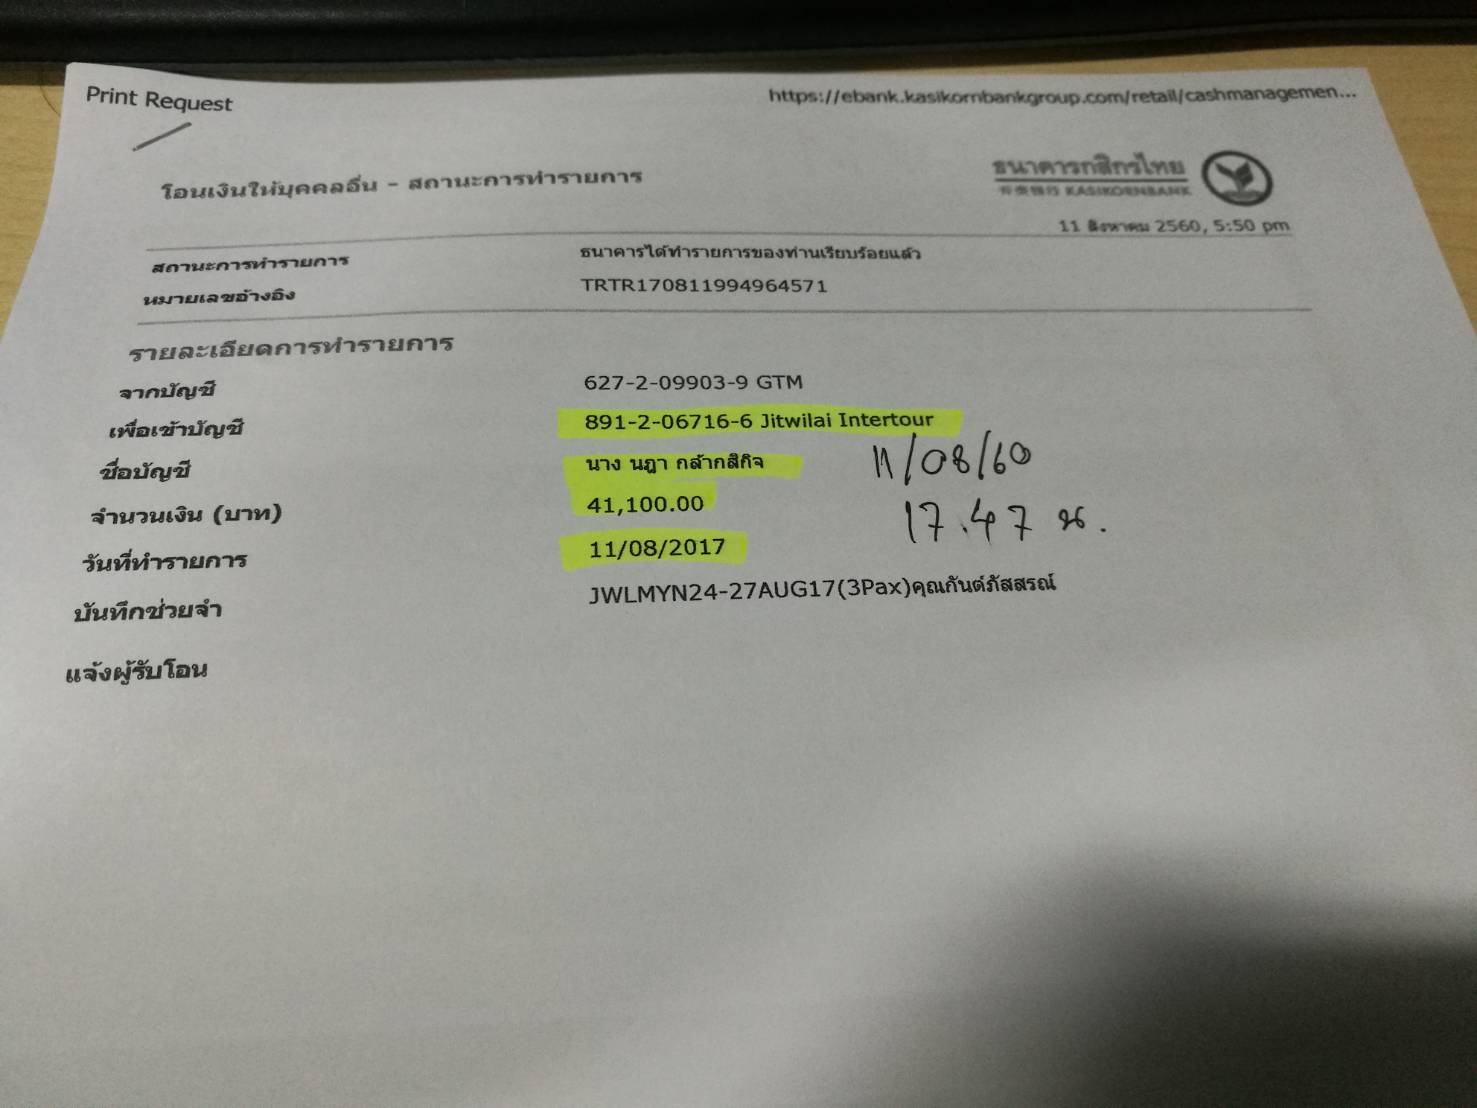 Print Request
https://ebank.kasikornbankgroup.com/retail/cashmanagemen...
ธนาคารกสิกรไทย
开泰银行 KASIKORNBANK
โอนเงินให้บุคคลอื่น - สถานะการทำรายการ
11 สิงหาคม 2560, 5:50 pm
สถานะการทำรายการ ธนาคารได้ทำรายการของท่านเรียบร้อยแล้ว
หมายเลขอ้างอิง TRTR170811994964571
รายละเอียดการทำรายการ
จากบัญชี 627-2-09903-9 GTM
เพื่อเข้าบัญชี 891-2-06716-6 Jitwilai Intertour
ชื่อบัญชี นาง นฎา กล้ากสิกิจ
11/08/60
จำนวนเงิน (บาท) 41,100.00
17.47 น.
วันที่ทำรายการ 11/08/2017
บันทึกช่วยจำ JWLMYN24-27AUG17(3Pax)คุณกันต์ภัสสรณ์
แจ้งผู้รับโอน